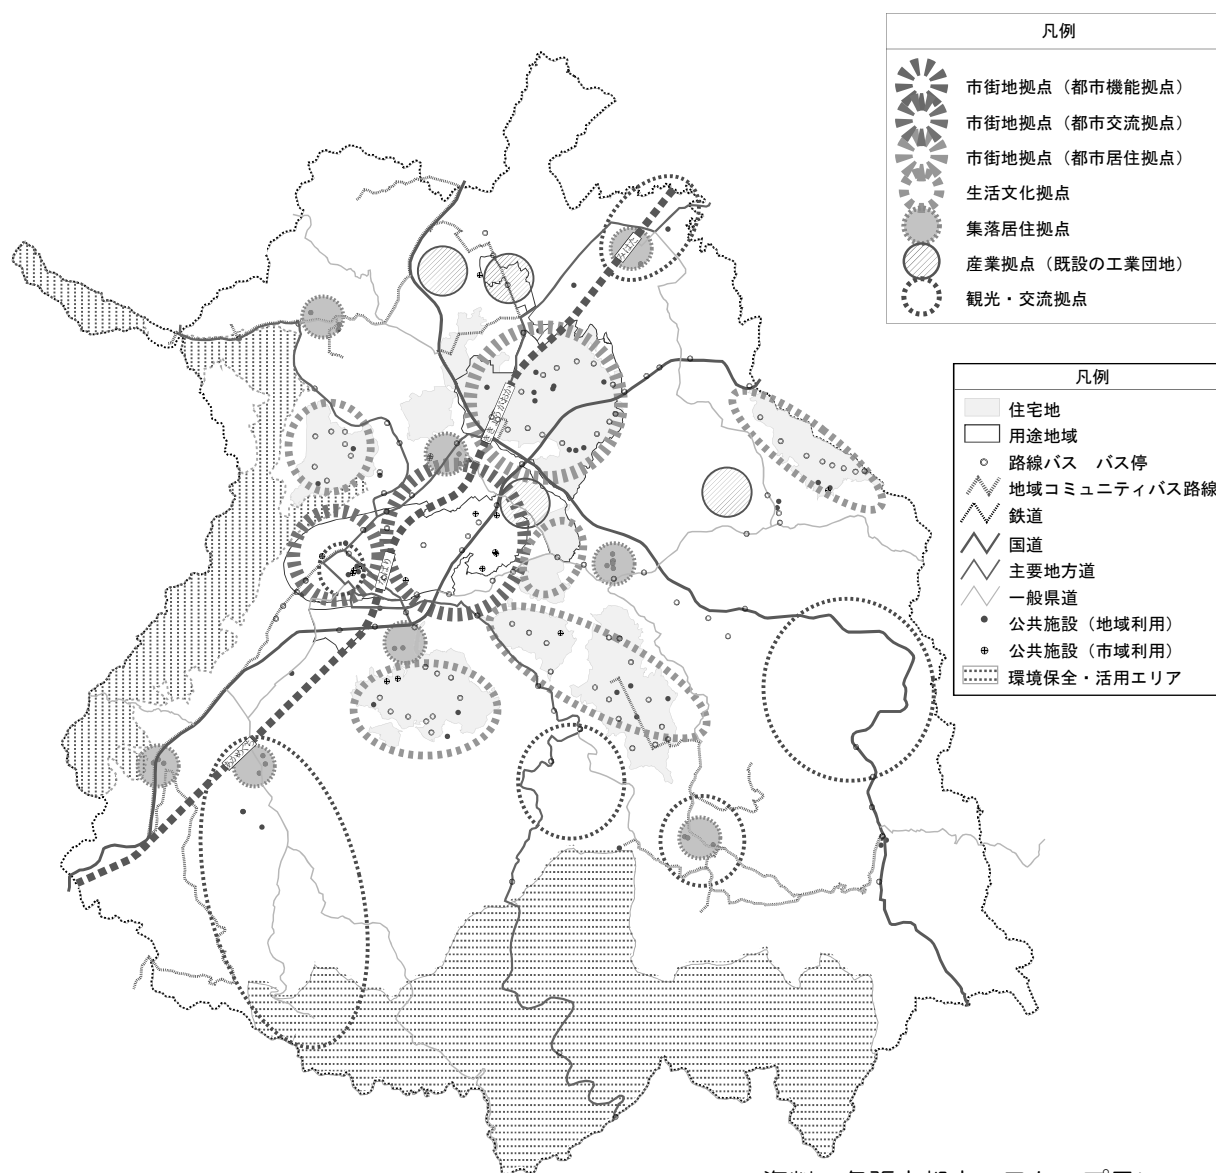 凡例
市街地拠点（都市機能拠点）
市街地拠点（都市交流拠点）
市街地拠点（都市居住拠点）
生活文化拠点
集落居住拠点
産業拠点（既設の工業団地）
観光・交流拠点
凡例
住宅地
用途地域
路線バス　バス停
地域コミュニティバス路線
鉄道
国道
主要地方道
一般県道
公共施設（地域利用）
公共施設（市域利用）
環境保全・活用エリア